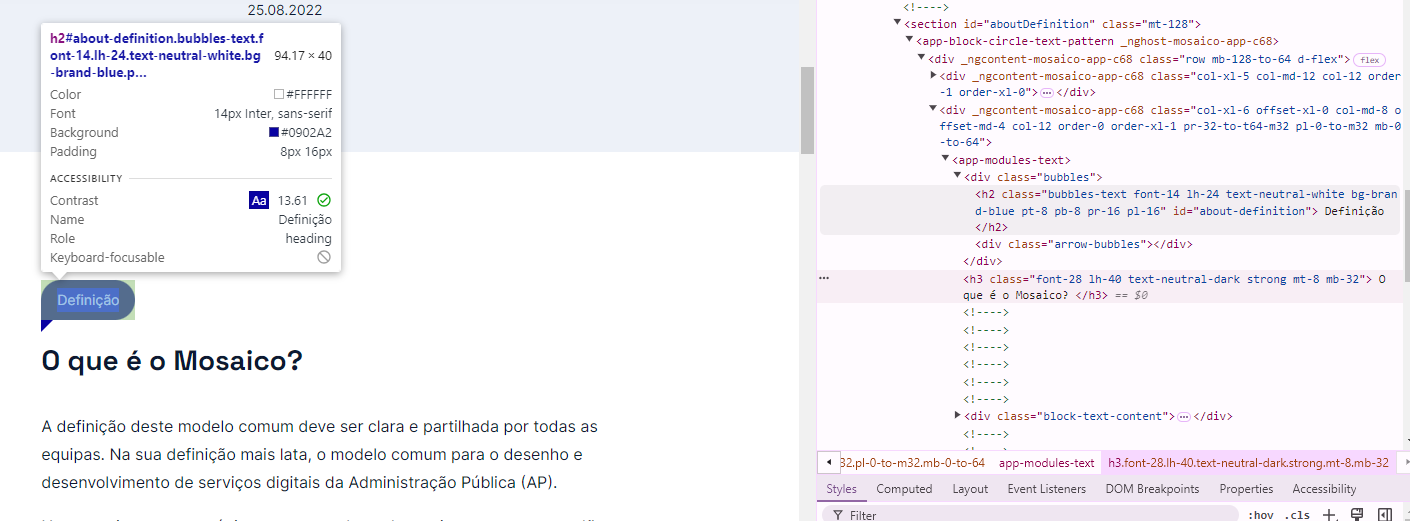 25.08.2022
h2#about-definition.bubbles-text.f
ont-14.lh-24.text-neutral-white.bg
-brand-blue.p... 94.17 × 40
Color #FFFFFF
Font 14px Inter, sans-serif
Background #0902A2
Padding 8px 16px
ACCESSIBILITY
Contrast Aa 13.61
Name Definição
Role heading
Keyboard-focusable
Definição
O que é o Mosaico?
A definição deste modelo comum deve ser clara e partilhada por todas as
equipas. Na sua definição mais lata, o modelo comum para o desenho e
desenvolvimento de serviços digitais da Administração Pública (AP).
<!---->
<section id="aboutDefinition" class="mt-128">
<app-block-circle-text-pattern _nghost-mosaico-app-c68>
<div _ngcontent-mosaico-app-c68 class="row mb-128-to-64 d-flex"> flex
<div _ngcontent-mosaico-app-c68 class="col-xl-5 col-md-12 col-12 order
-1 order-xl-0"> ⋯ </div>
<div _ngcontent-mosaico-app-c68 class="col-xl-6 offset-xl-0 col-md-8 o
ffset-md-4 col-12 order-0 order-xl-1 pr-32-to-t64-m32 pl-0-to-m32 mb-0
-to-64">
<app-modules-text>
<div class="bubbles">
<h2 class="bubbles-text font-14 lh-24 text-neutral-white bg-bran
d-blue pt-8 pb-8 pr-16 pl-16" id="about-definition"> Definição
</h2>
<div class="arrow-bubbles"></div>
</div>
<h3 class="font-28 lh-40 text-neutral-dark strong mt-8 mb-32"> O
que é o Mosaico? </h3> == $0
<!---->
<!---->
<!---->
<!---->
<!---->
<!---->
<div class="block-text-content"> ⋯ </div>
<!---->
32.pl-0-to-m32.mb-0-to-64 app-modules-text h3.font-28.lh-40.text-neutral-dark.strong.mt-8.mb-32
Styles Computed Layout Event Listeners DOM Breakpoints Properties Accessibility
Filter :hov .cls